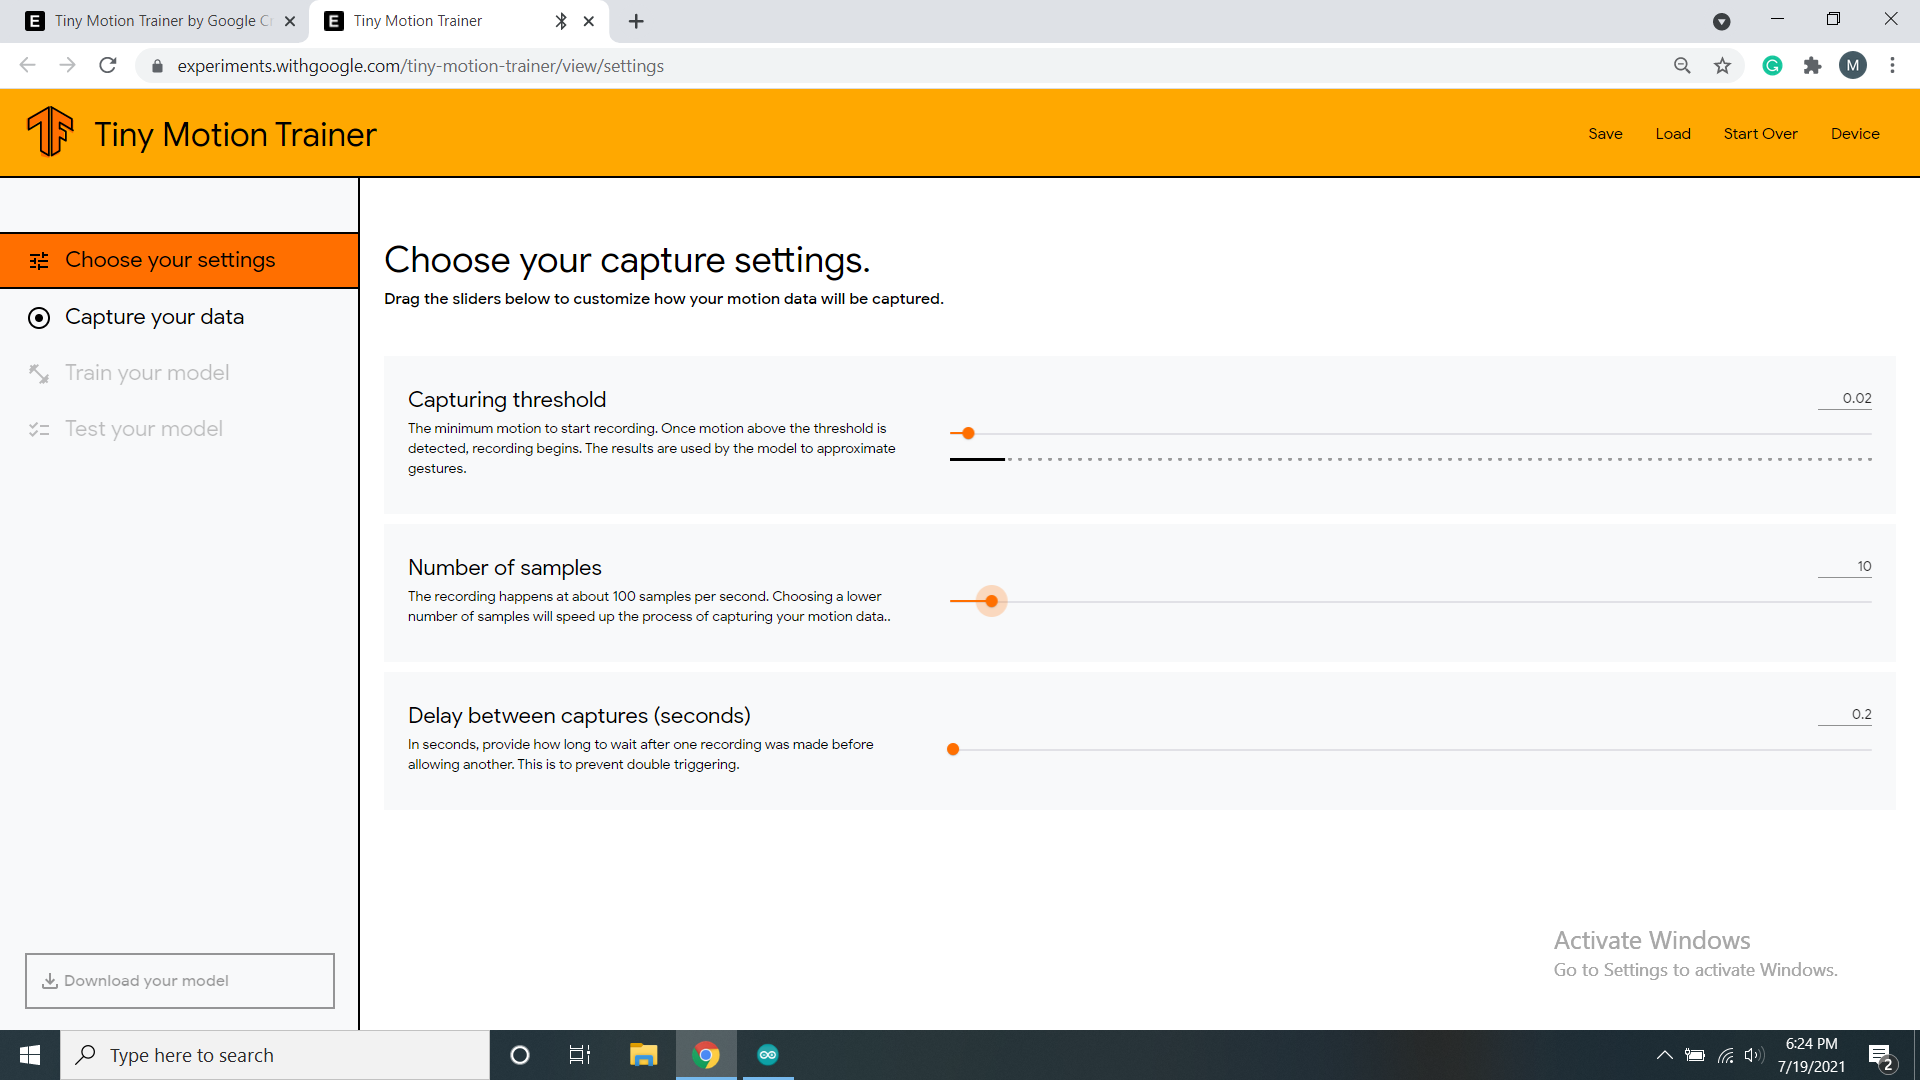 Tiny Motion Trainer by Google Cr
Tiny Motion Trainer
experiments.withgoogle.com/tiny-motion-trainer/view/settings
M
Tiny Motion Trainer
Save
Load
Start Over
Device
Choose your settings
Capture your data
Train your model
Test your model
Download your model
Choose your capture settings.
Drag the sliders below to customize how your motion data will be captured.
Capturing threshold
0.02
The minimum motion to start recording. Once motion above the threshold is
detected, recording begins. The results are used by the model to approximate
gestures.
Number of samples
10
The recording happens at about 100 samples per second. Choosing a lower
number of samples will speed up the process of capturing your motion data..
Delay between captures (seconds)
0.2
In seconds, provide how long to wait after one recording was made before
allowing another. This is to prevent double triggering.
Activate Windows
Go to Settings to activate Windows.
Type here to search
6:24 PM
7/19/2021
2